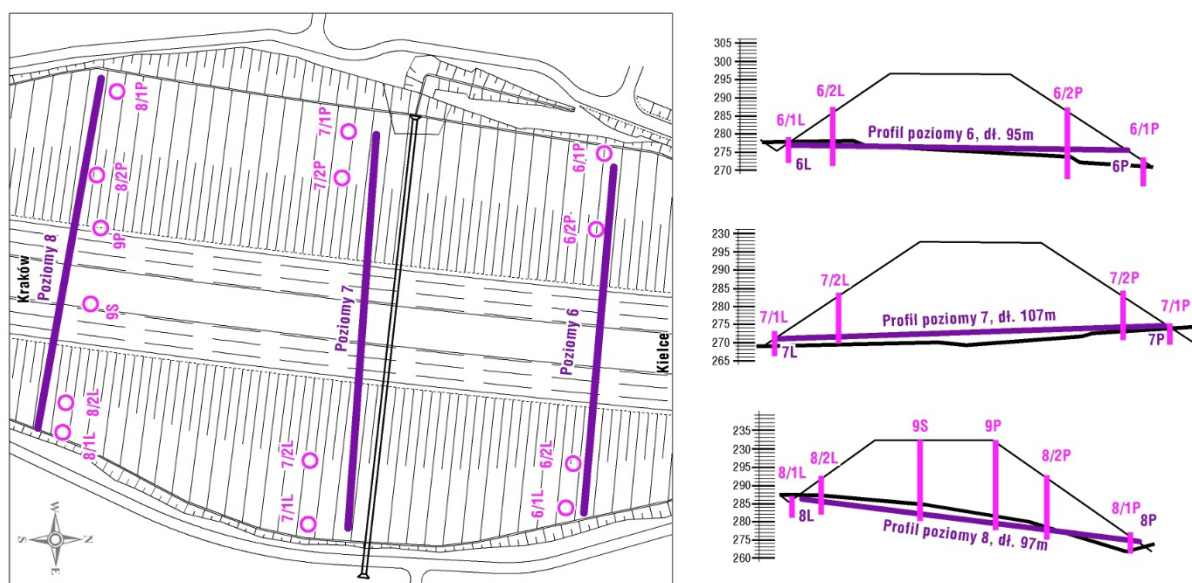 8/1P
8/2P
9P
Poziomy 8
Kraków
9S
8/2L
8/1L
7/1P
7/2P
Poziomy 7
7/2L
7/1L
6/1P
6/2P
Poziomy 6
Kielce
6/2L
6/1L
W
S
N
E
305
300
295
290
285
280
275
270
6/1L
6/2L
6/2P
6/1P
Profil poziomy 6, dł. 95m
6L
6P
230
295
290
285
280
275
270
265
7/1L
7/2L
7/2P
7/1P
Profil poziomy 7, dł. 107m
7L
7P
235
230
295
290
285
280
275
260
8/1L
8/2L
9S
9P
8/2P
8/1P
8L
8P
Profil poziomy 8, dł. 97m